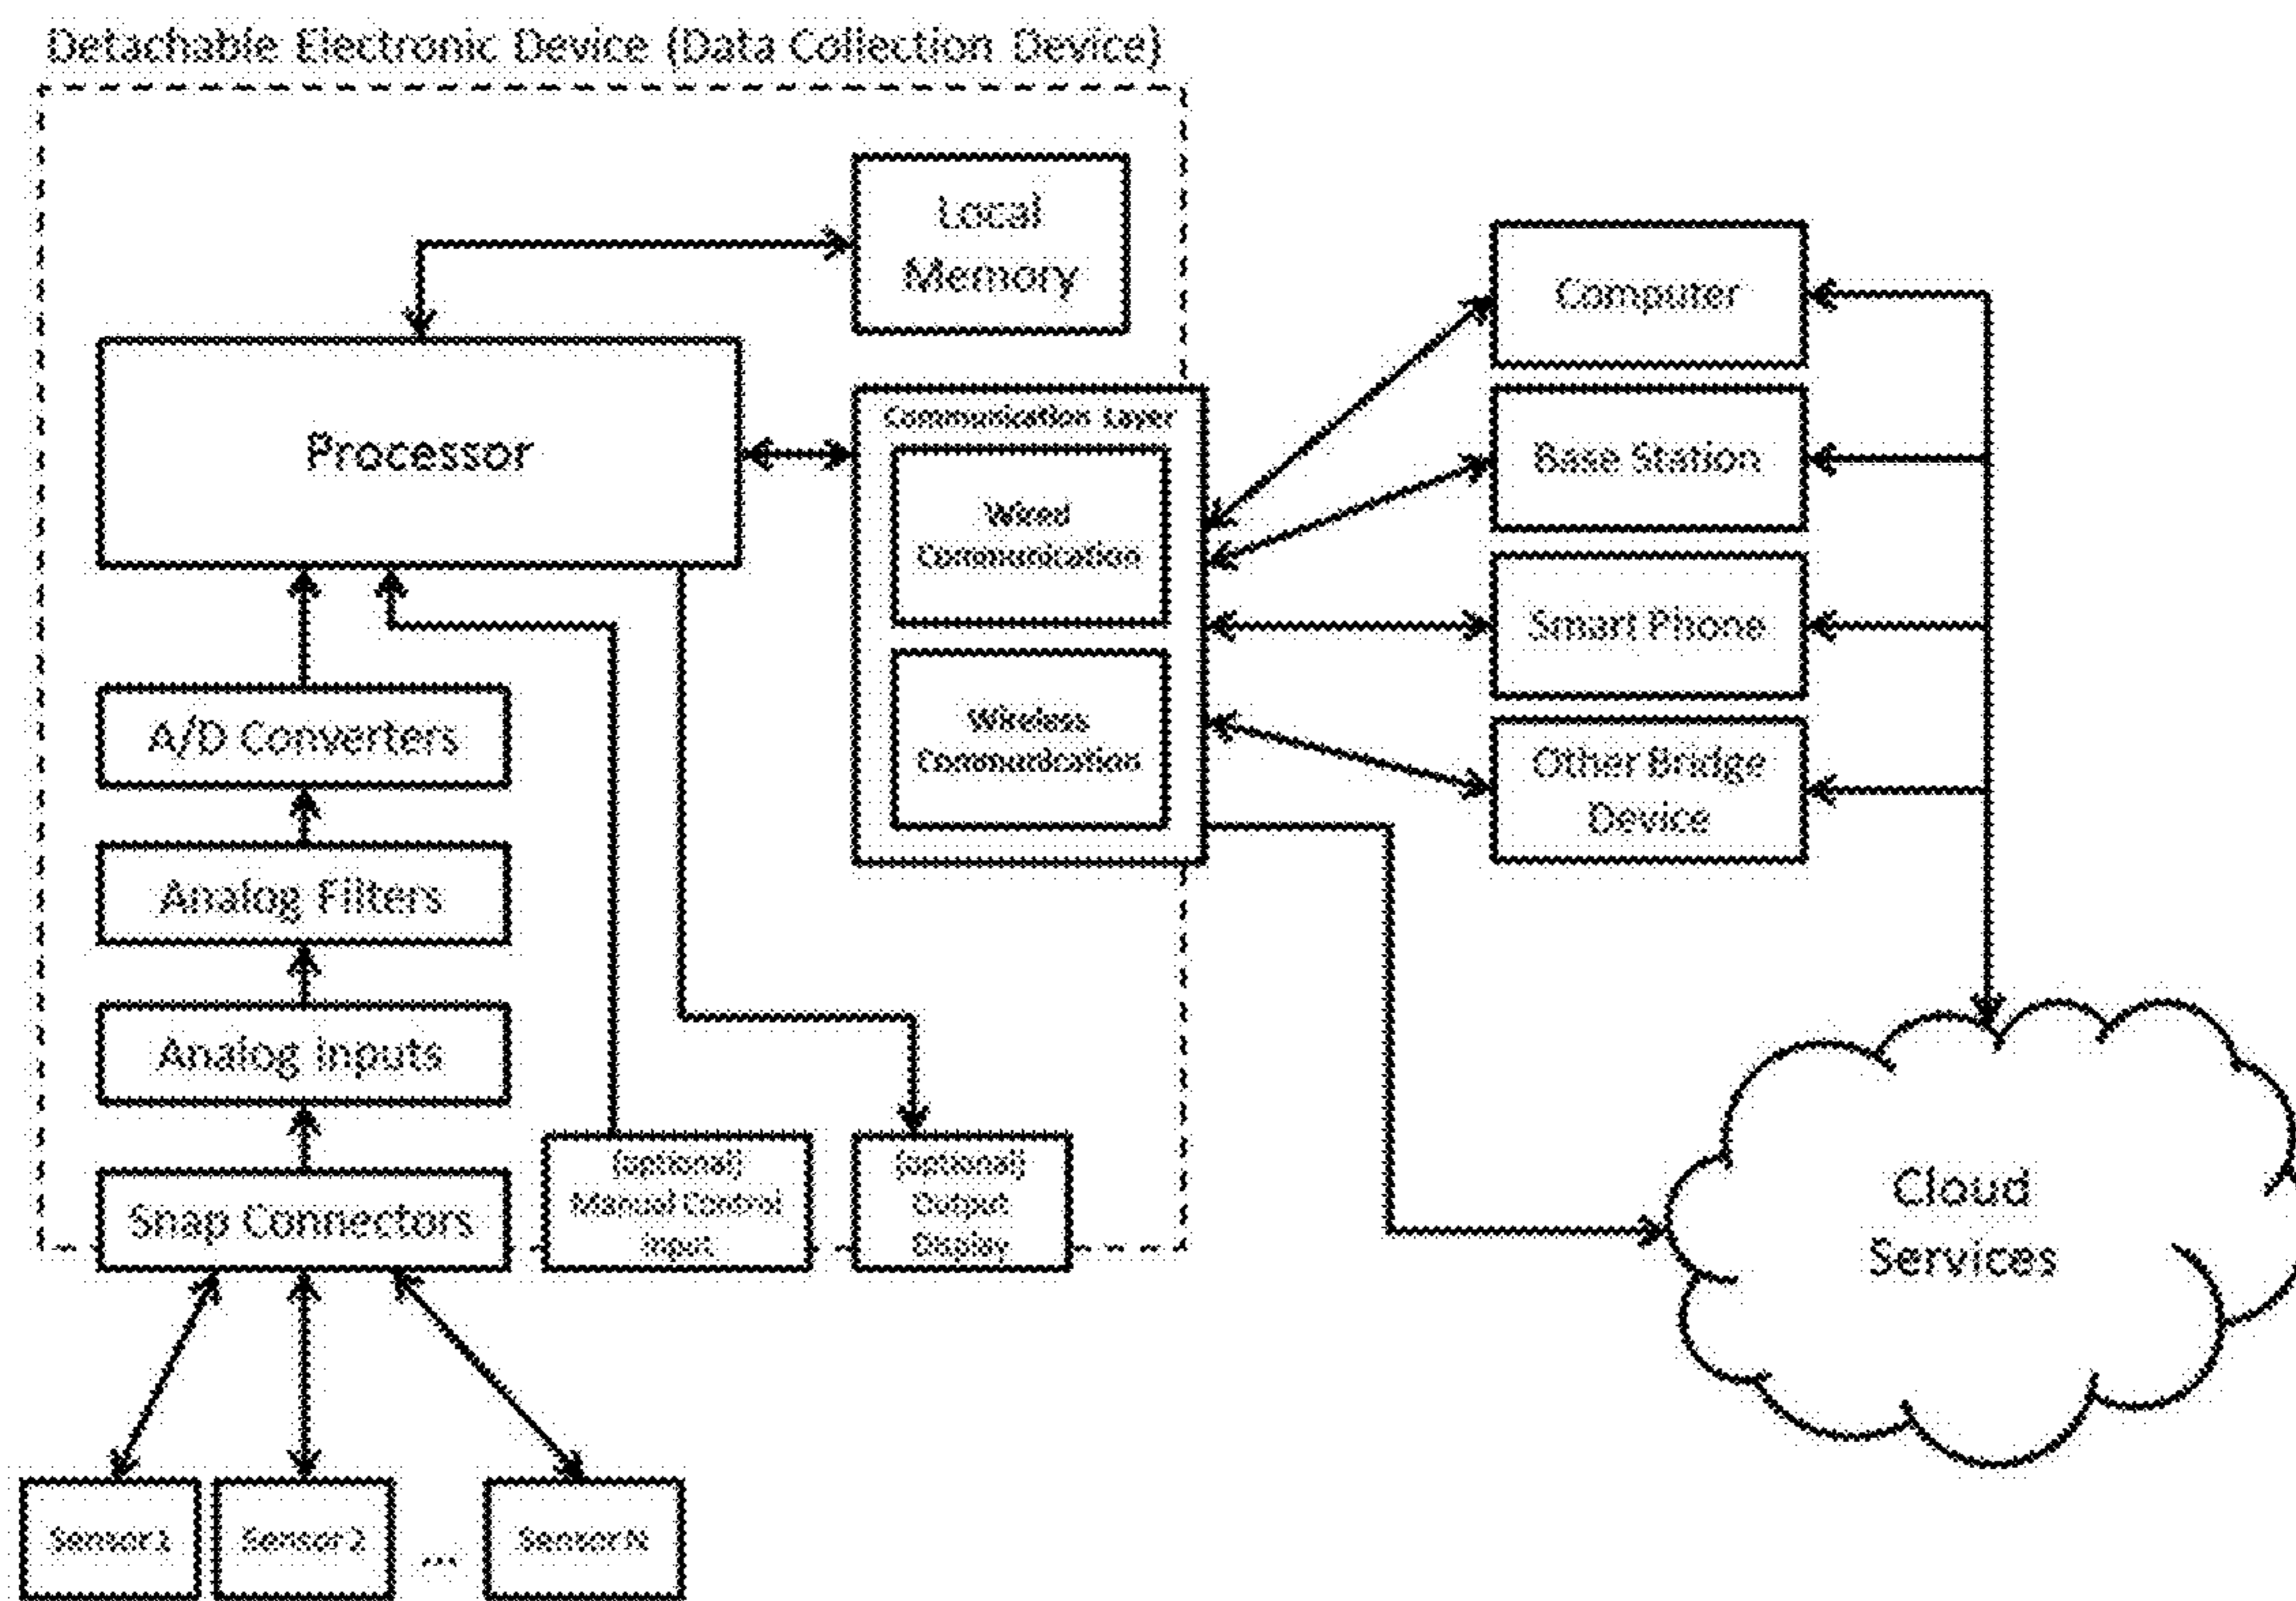 Detachable Electronic Device (Data Collection Device)
Local
Memory
Processor
Communication Layer
Wired
Communication
Wireless
Communication
Computer
Base Station
Smart Phone
Other Bridge
Device
A/D Converters
Analog Filters
Analog Inputs
Snap Connectors
(optional)
Manual Control
Input
(optional)
Output
Display
Cloud
Services
Sensor 1
Sensor 2
...
Sensor N